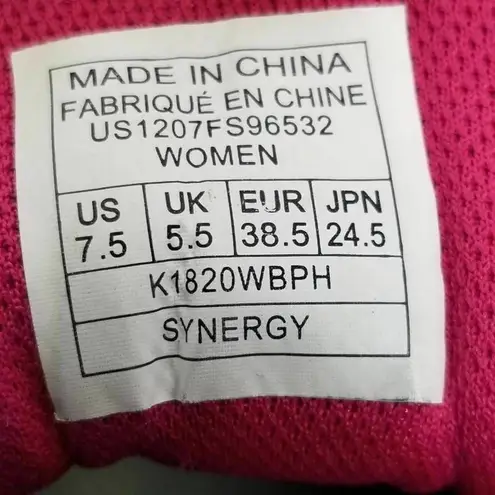 MADE IN CHINA
FABRIQUÉ EN CHINE
US1207FS96532
WOMEN
US UK EUR JPN
7.5 5.5 38.5 24.5
K1820WBPH
SYNERGY